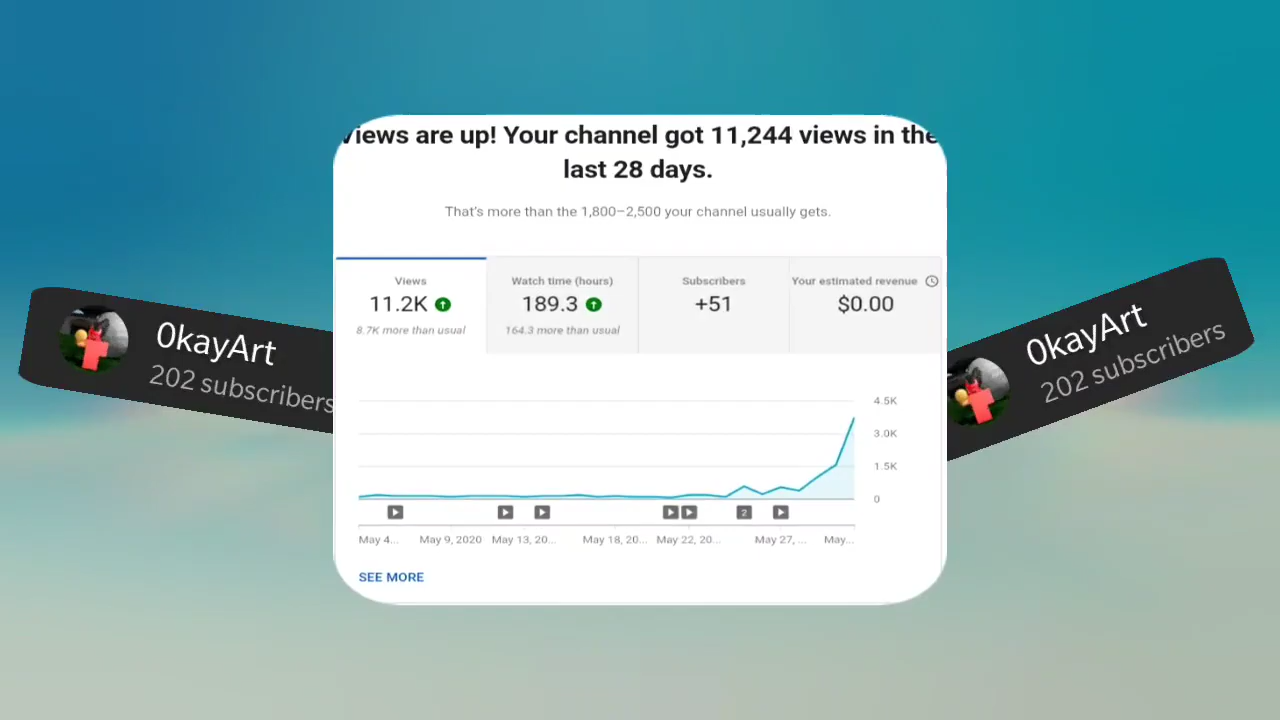 views are up! Your channel got 11,244 views in the
last 28 days.
That's more than the 1,800–2,500 your channel usually gets.
Views
11.2K
8.7K more than usual
Watch time (hours)
189.3
164.3 more than usual
Subscribers
+51
Your estimated revenue
$0.00
0kayArt
202 subscribers
0kayArt
202 subscribers
4.5K
3.0K
1.5K
0
2
May 4... May 9, 2020 May 13, 20... May 18, 20... May 22, 20... May 27, ... May...
SEE MORE